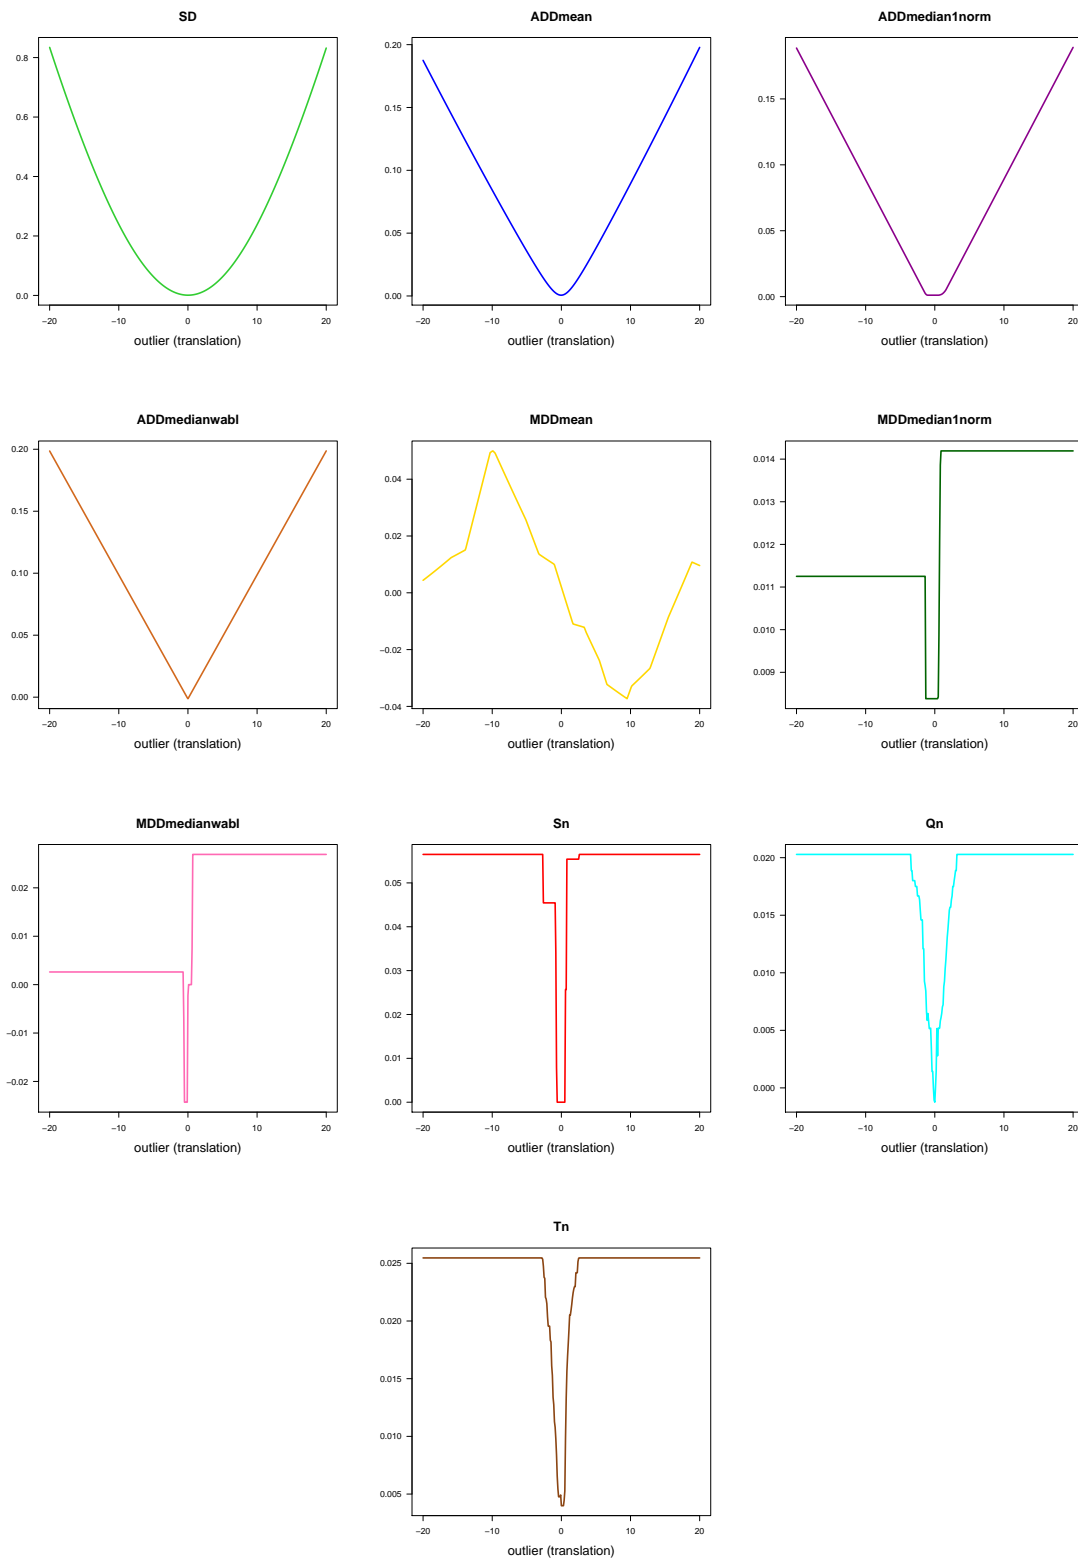 SD
0.8
0.6
0.4
0.2
0.0
−20 −10 0 10 20
outlier (translation)
ADDmean
0.20
0.15
0.10
0.05
0.00
−20 −10 0 10 20
outlier (translation)
ADDmedian1norm
0.15
0.10
0.05
0.00
−20 −10 0 10 20
outlier (translation)
ADDmedianwabl
0.20
0.15
0.10
0.05
0.00
−20 −10 0 10 20
outlier (translation)
MDDmean
0.04
0.02
0.00
−0.02
−0.04
−20 −10 0 10 20
outlier (translation)
MDDmedian1norm
0.014
0.013
0.012
0.011
0.010
0.009
−20 −10 0 10 20
outlier (translation)
MDDmedianwabl
0.02
0.01
0.00
−0.01
−0.02
−20 −10 0 10 20
outlier (translation)
Sn
0.05
0.04
0.03
0.02
0.01
0.00
−20 −10 0 10 20
outlier (translation)
Qn
0.020
0.015
0.010
0.005
0.000
−20 −10 0 10 20
outlier (translation)
Tn
0.025
0.020
0.015
0.010
0.005
−20 −10 0 10 20
outlier (translation)